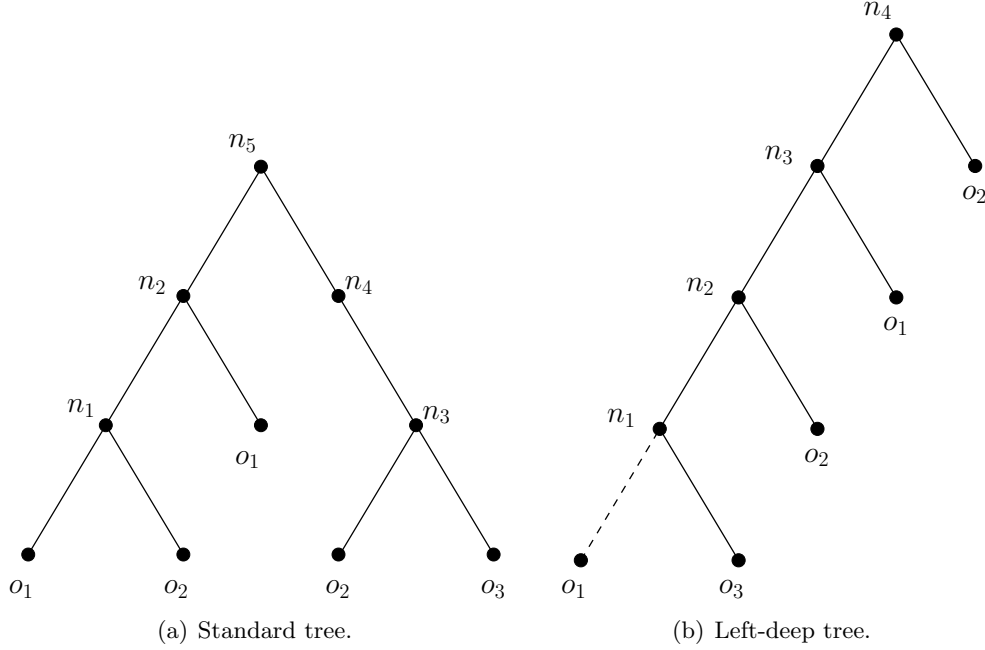 n₄
n₅
n₃
o₂
n₂
n₄
n₂
o₁
n₁
n₃
n₁
o₁
o₂
o₁
o₂
o₂
o₃
o₁
o₃
(a) Standard tree.
(b) Left-deep tree.